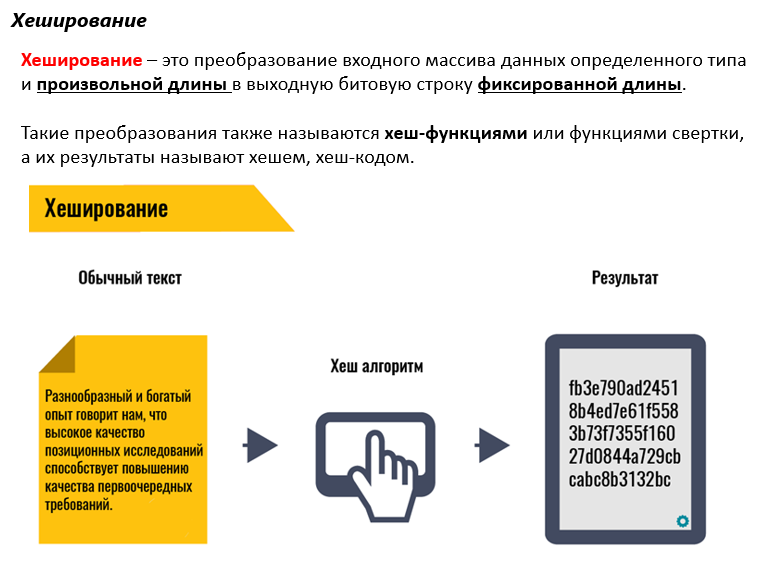 Хеширование
Хеширование – это преобразование входного массива данных определенного типа
и произвольной длины в выходную битовую строку фиксированной длины.
Такие преобразования также называются хеш-функциями или функциями свертки,
а их результаты называют хешем, хеш-кодом.
Хеширование
Обычный текст
Разнообразный и богатый
опыт говорит нам, что
высокое качество
позиционных исследований
способствует повышению
качества первоочередных
требований.
Хеш алгоритм
Результат
fb3e790ad2451
8b4ed7e61f558
3b73f7355f160
27d0844a729cb
cabc8b3132bc